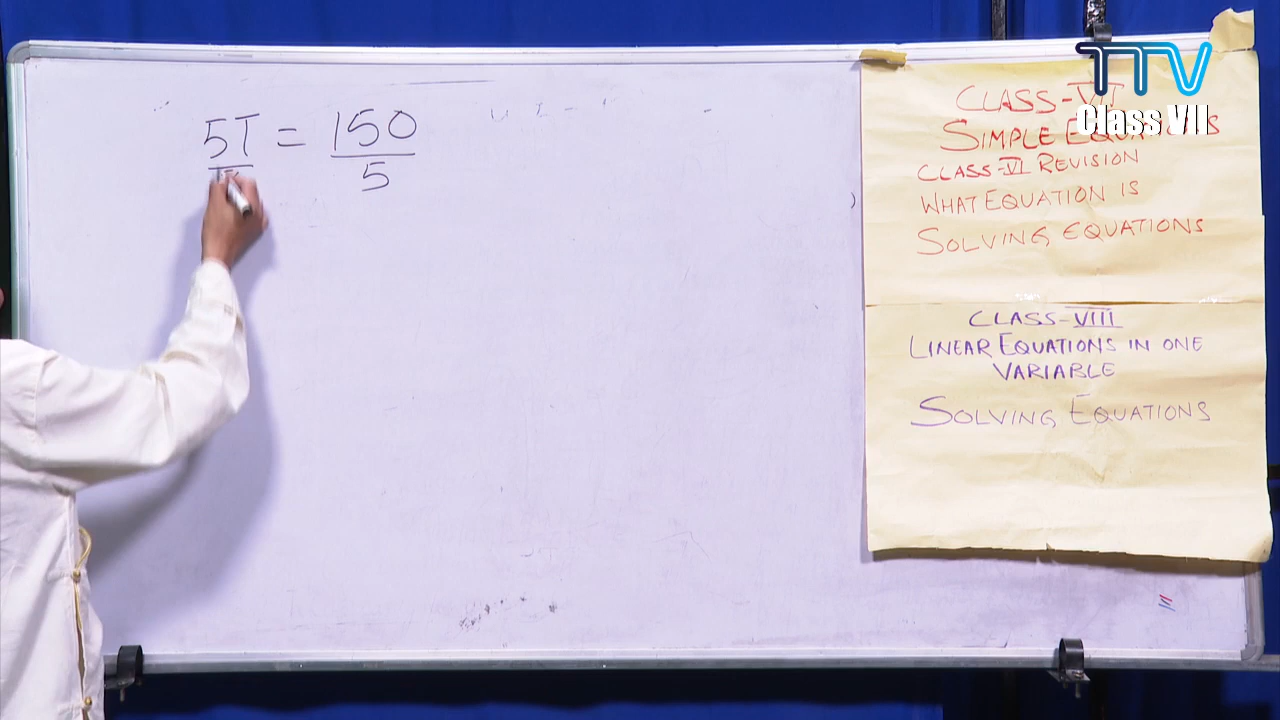 5T = 150
5
TTV
Class VII
CLASS-VII
SIMPLE EQUATIONS
CLASS-VI REVISION
WHAT EQUATION IS
SOLVING EQUATIONS
CLASS-VIII
LINEAR EQUATIONS IN ONE
VARIABLE
SOLVING EQUATIONS